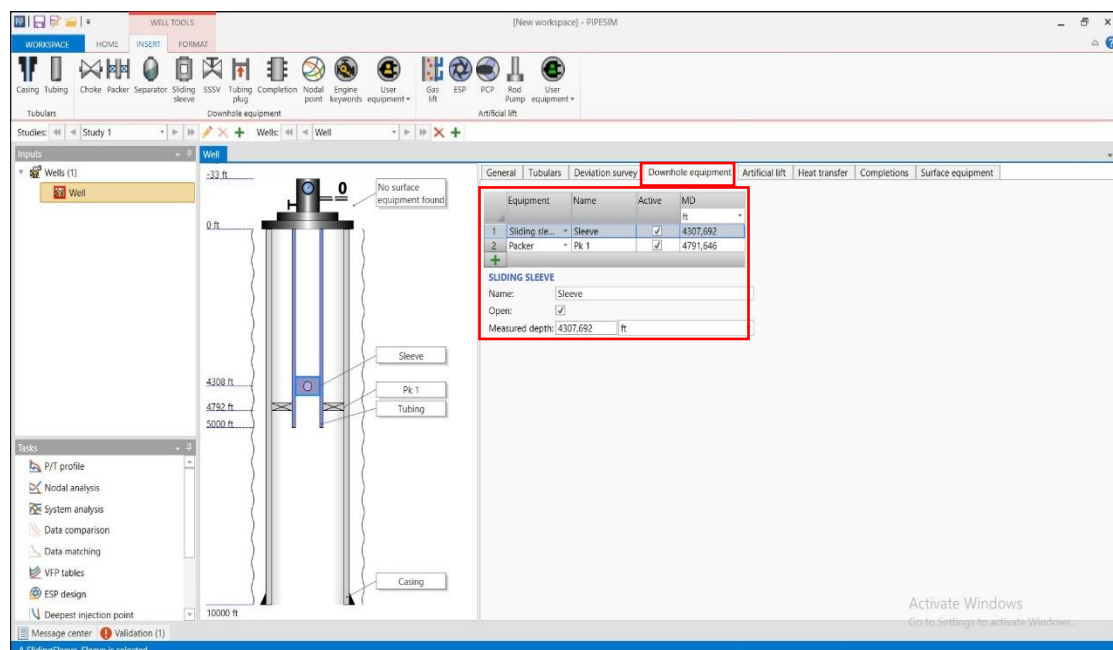 WELL TOOLS
[New workspace] - PIPESIM
WORKSPACE HOME INSERT FORMAT
Casing Tubing Choke Packer Separator Sliding sleeve SSSV Tubing plug Completion Nodal point Engine keywords User equipment Gas lift ESP PCP Rod Pump User equipment
Tubulars Downhole equipment Artificial lift
Studies: Study 1 Wells: Well
Inputs
Wells (1)
Well
Well
-33 ft
0
No surface
equipment found
0 ft
Sleeve
4308 ft
Pk 1
4792 ft
Tubing
5000 ft
Casing
10000 ft
General Tubulars Deviation survey Downhole equipment Artificial lift Heat transfer Completions Surface equipment
Equipment Name Active MD
ft
1 Sliding sle... Sleeve 4307,692
2 Packer Pk 1 4791,646
SLIDING SLEEVE
Name: Sleeve
Open:
Measured depth: 4307,692 ft
Tasks
P/T profile
Nodal analysis
System analysis
Data comparison
Data matching
VFP tables
ESP design
Deepest injection point
Activate Windows
Go to Settings to activate Windows.
Message center Validation (1)
A SlidingSleeve, Sleeve is selected